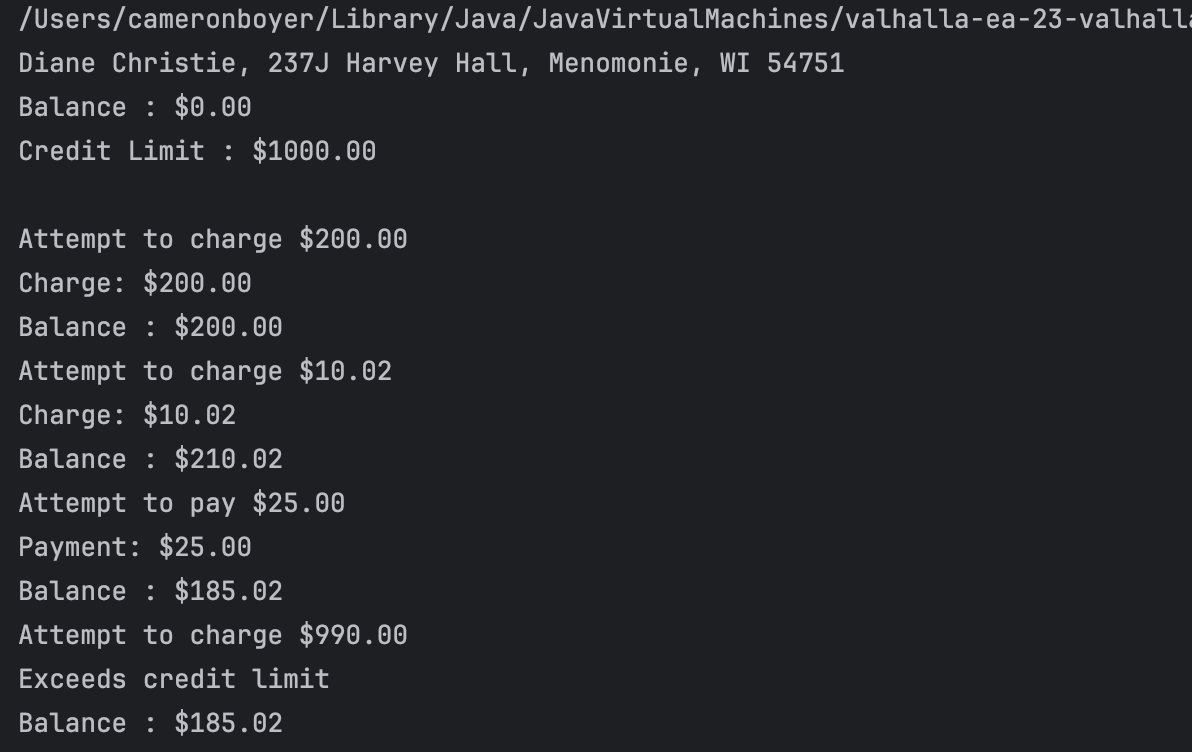 /Users/cameronboyer/Library/Java/JavaVirtualMachines/valhalla-ea-23-valhalla
Diane Christie, 237J Harvey Hall, Menomonie, WI 54751
Balance : $0.00
Credit Limit : $1000.00
Attempt to charge $200.00
Charge: $200.00
Balance : $200.00
Attempt to charge $10.02
Charge: $10.02
Balance : $210.02
Attempt to pay $25.00
Payment: $25.00
Balance : $185.02
Attempt to charge $990.00
Exceeds credit limit
Balance : $185.02